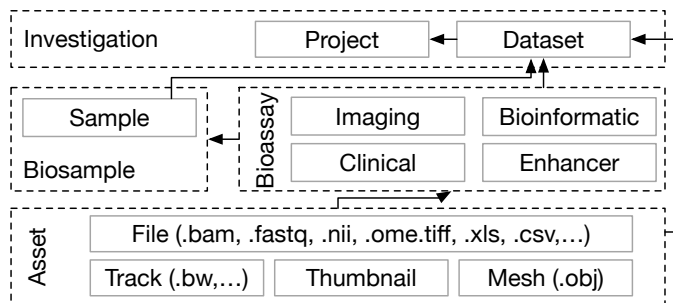 Investigation
Project
Dataset
Sample
Biosample
Bioassay
Imaging
Bioinformatic
Clinical
Enhancer
Asset
File (.bam, .fastq, .nii, .ome.tiff, .xls, .csv,…)
Track (.bw,…)
Thumbnail
Mesh (.obj)